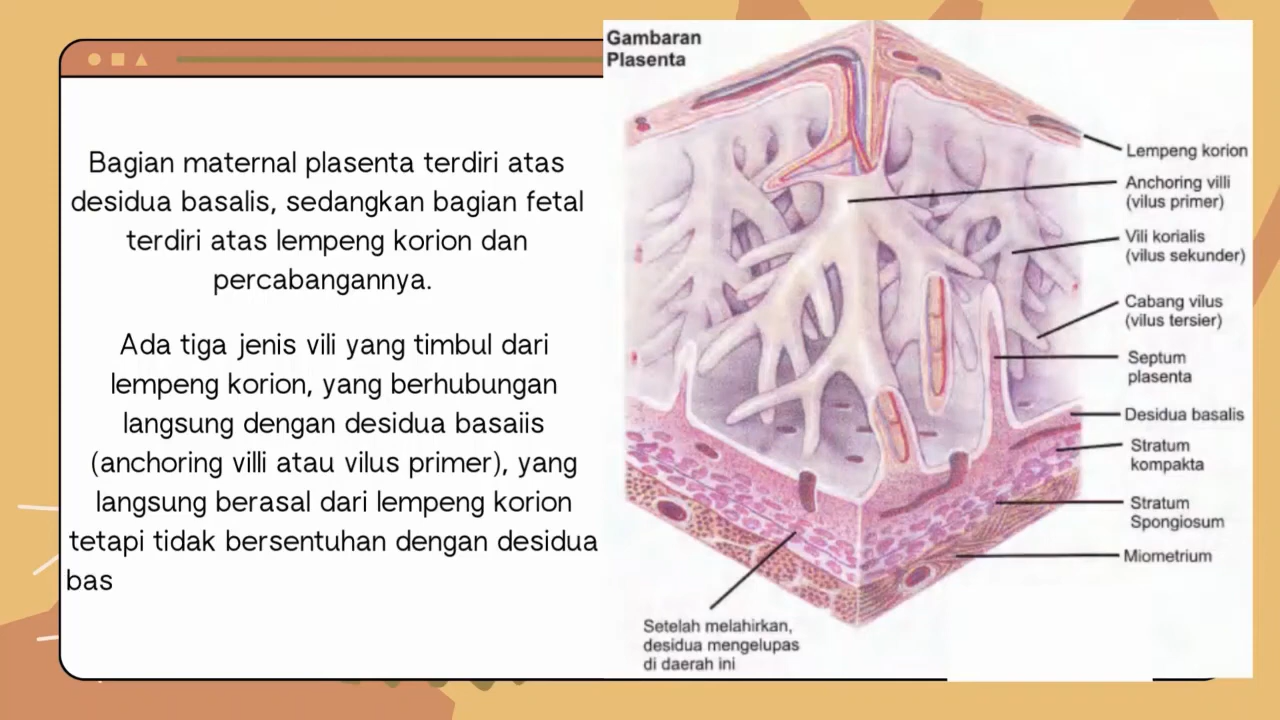 Bagian maternal plasenta terdiri atas
desidua basalis, sedangkan bagian fetal
terdiri atas lempeng korion dan
percabangannya.
Ada tiga jenis vili yang timbul dari
lempeng korion, yang berhubungan
langsung dengan desidua basaiis
(anchoring villi atau vilus primer), yang
langsung berasal dari lempeng korion
tetapi tidak bersentuhan dengan desidua
bas
Gambaran
Plasenta
Lempeng korion
Anchoring villi
(vilus primer)
Vili korialis
(vilus sekunder)
Cabang vilus
(vilus tersier)
Septum
plasenta
Desidua basalis
Stratum
kompakta
Stratum
Spongiosum
Miometrium
Setelah melahirkan,
desidua mengelupas
di daerah ini